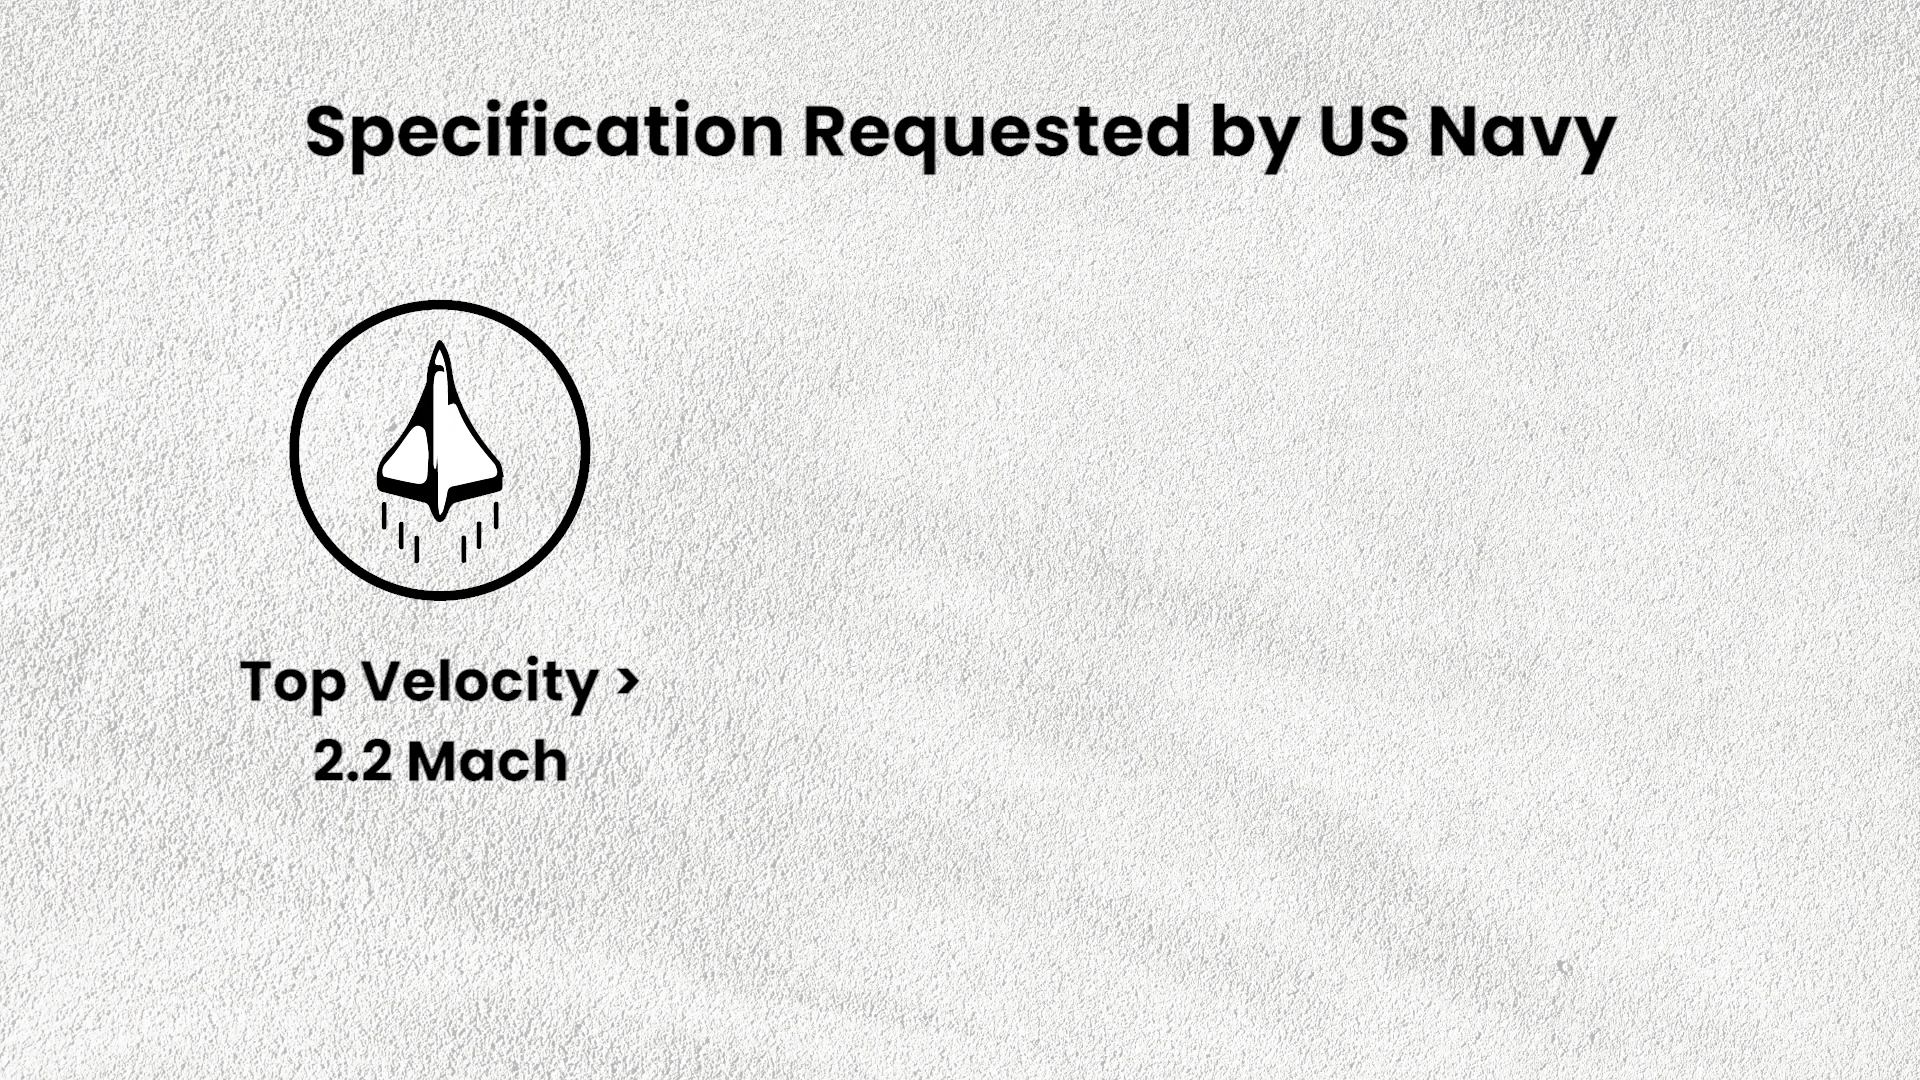 Specification Requested by US Navy
Top Velocity >
2.2 Mach